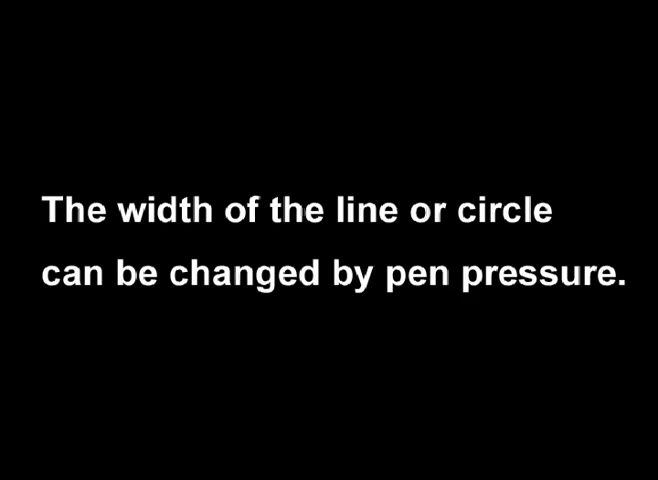 The width of the line or circle
can be changed by pen pressure.